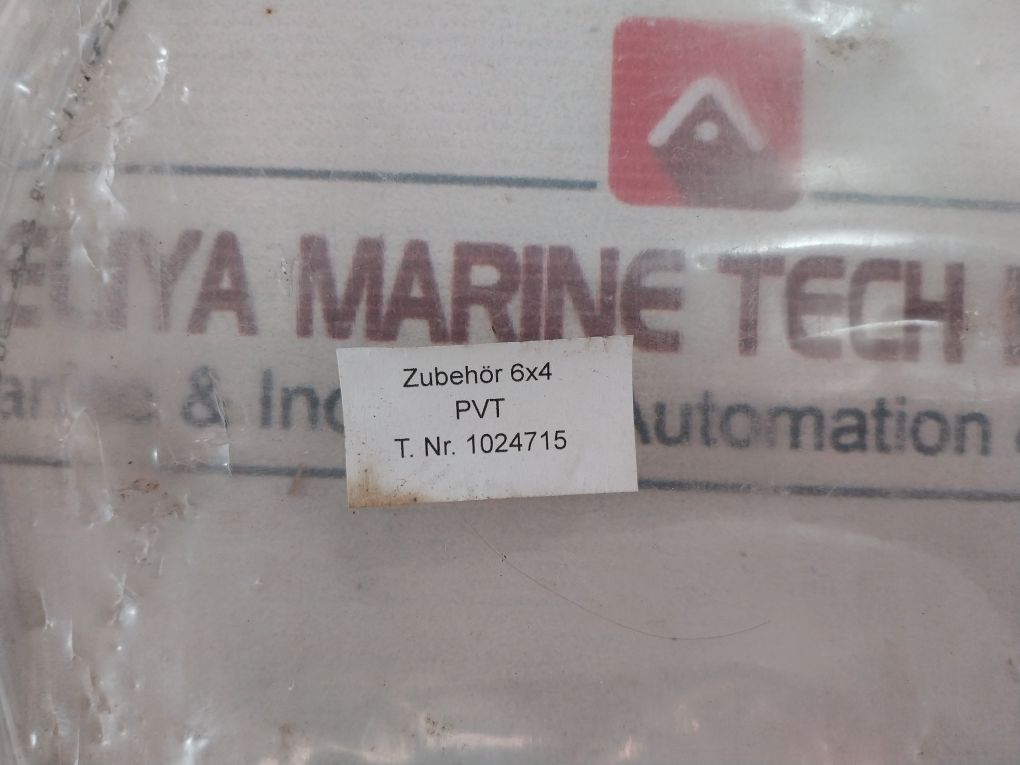 MARINE TECH
& Automation
Zubehör 6x4
PVT
T. Nr. 1024715